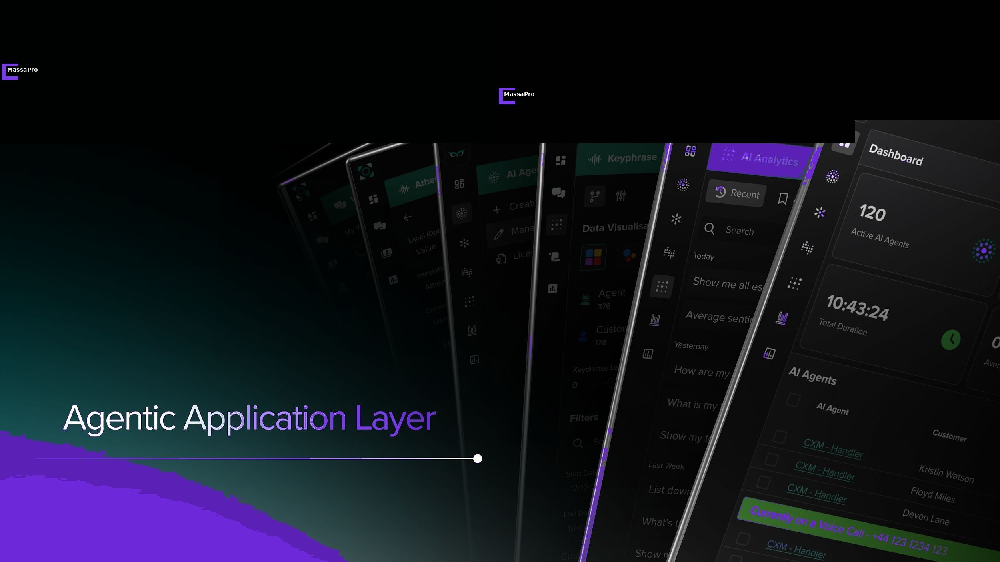 MassaPro
MassaPro
Agentic Application Layer
My
Athe
Label (Opt
Value
Integratio
Athen
Gramm
Men
AI Age
Create
Mana
Licen
Keyphrase
Data Visualisa
Agent
376
Custom
128
Keyphrase Le
0
Filters
Se
Start Date
17/12/
End Da
18/0
Cus
AI Analytics
Recent
Search
Today
Show me all es
Average sentim
Yesterday
How are my
What is my
Show my to
Last Week
List down
What's t
Show m
Dashboard
120
Active AI Agents
10:43:24
Total Duration
0
Aver
AI Agents
AI Agent
Customer
CXM - Handler
Kristin Watson
CXM - Handler
Floyd Miles
CXM - Handler
Devon Lane
Currently on a Voice Call - +44 123 1234 123
CXM - Handler